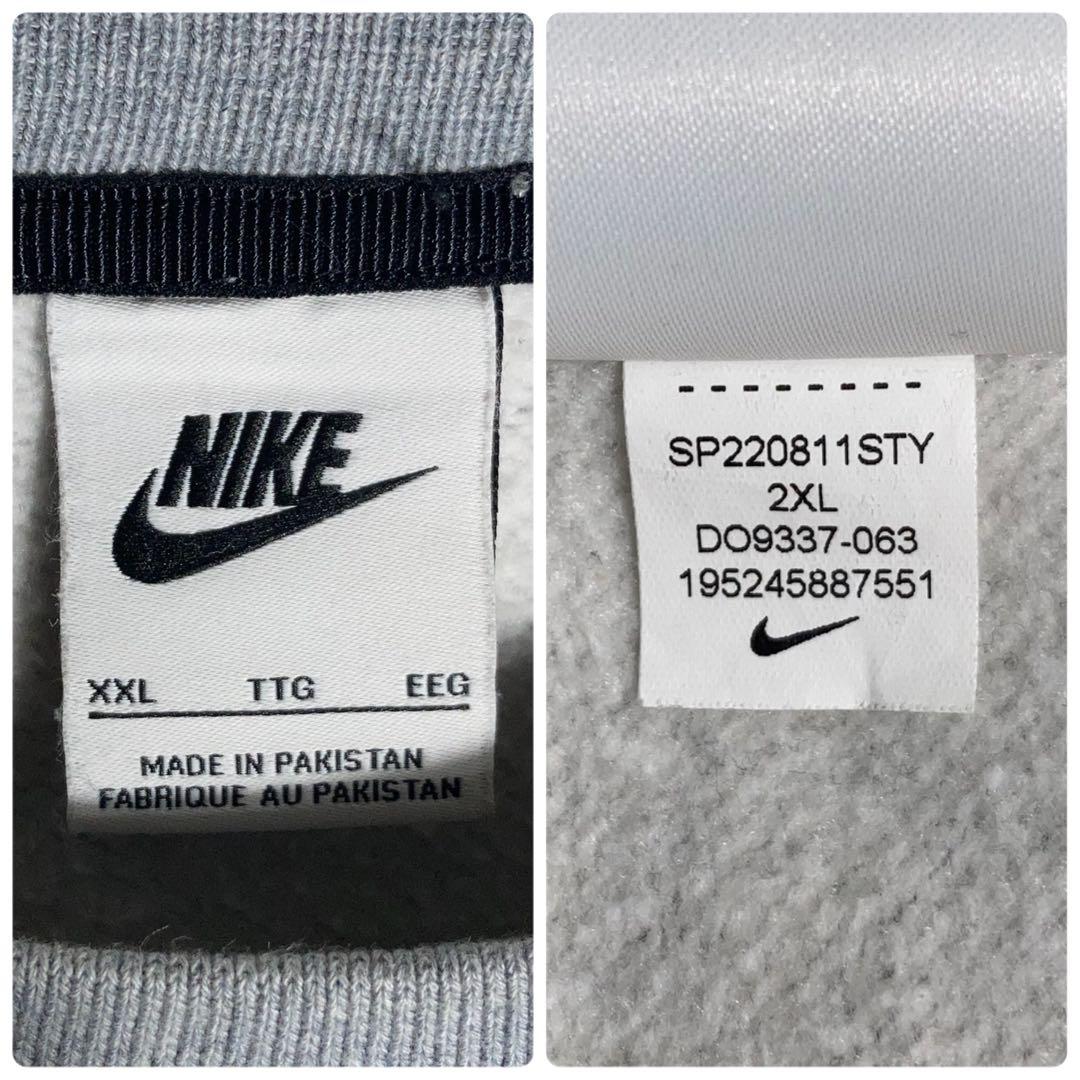 NIKE
XXL TTG EEG
MADE IN PAKISTAN
FABRIQUE AU PAKISTAN
SP220811STY
2XL
DO9337-063
195245887551